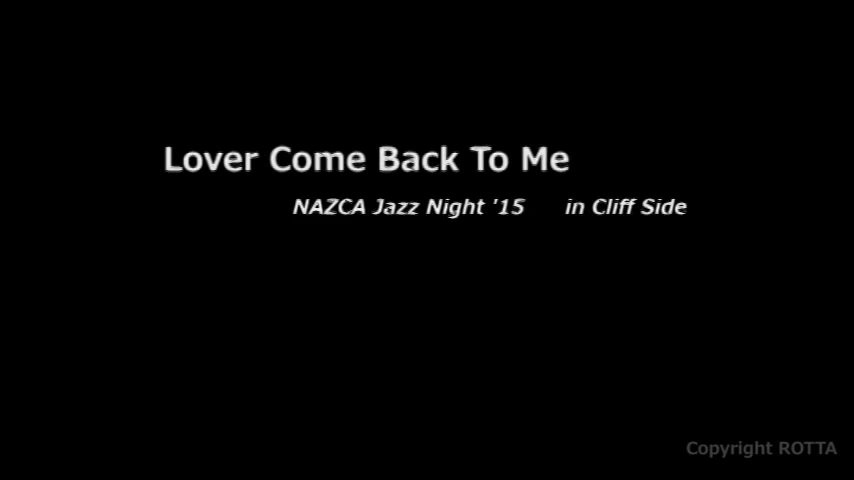 Lover Come Back To Me
NAZCA Jazz Night '15 in Cliff Side
Copyright ROTTA